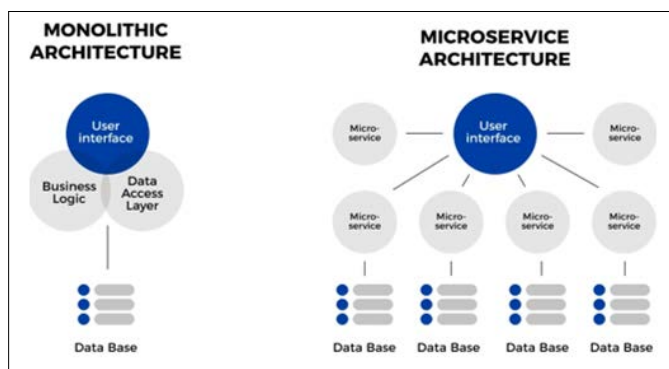 MONOLITHIC
ARCHITECTURE
User
interface
Business
Logic
Data
Access
Layer
Data Base
MICROSERVICE
ARCHITECTURE
Micro-
service
User
interface
Micro-
service
Micro-
service
Micro-
service
Micro-
service
Micro-
service
Data Base
Data Base
Data Base
Data Base